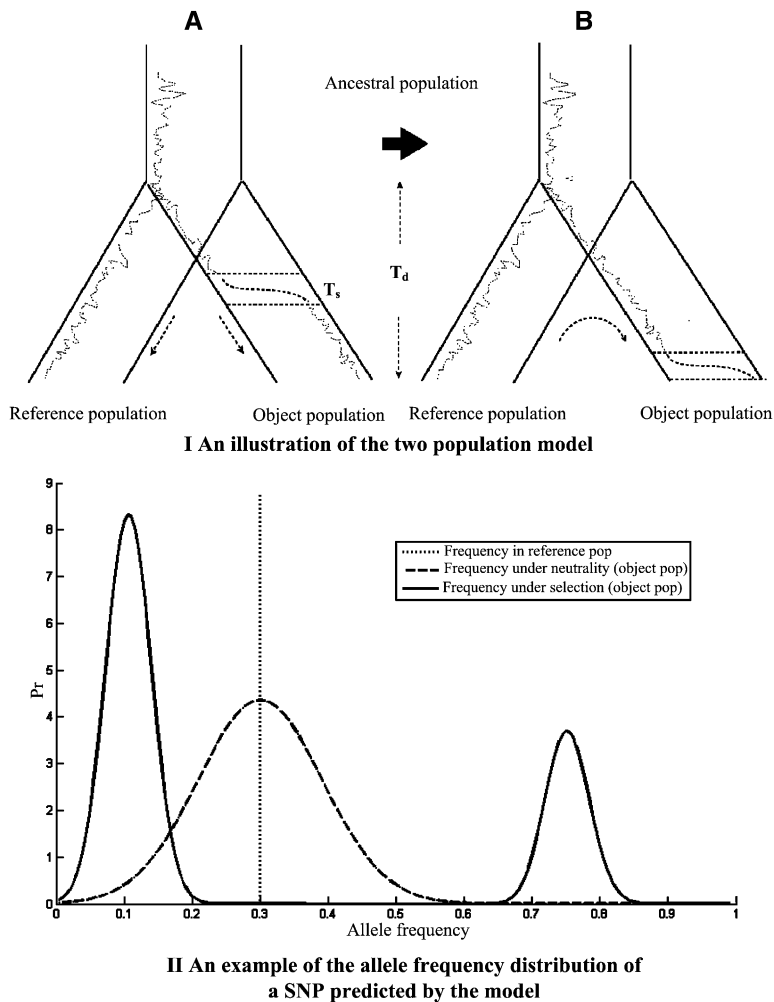 A B
Ancestral population
T_s T_d
Reference population Object population Reference population Object population
I An illustration of the two population model
9
8
7
6
5
4
3
2
1
0
Pr
Frequency in reference pop
Frequency under neutrality (object pop)
Frequency under selection (object pop)
0 0.1 0.2 0.3 0.4 0.5 0.6 0.7 0.8 0.9 1
Allele frequency
II An example of the allele frequency distribution of
a SNP predicted by the model